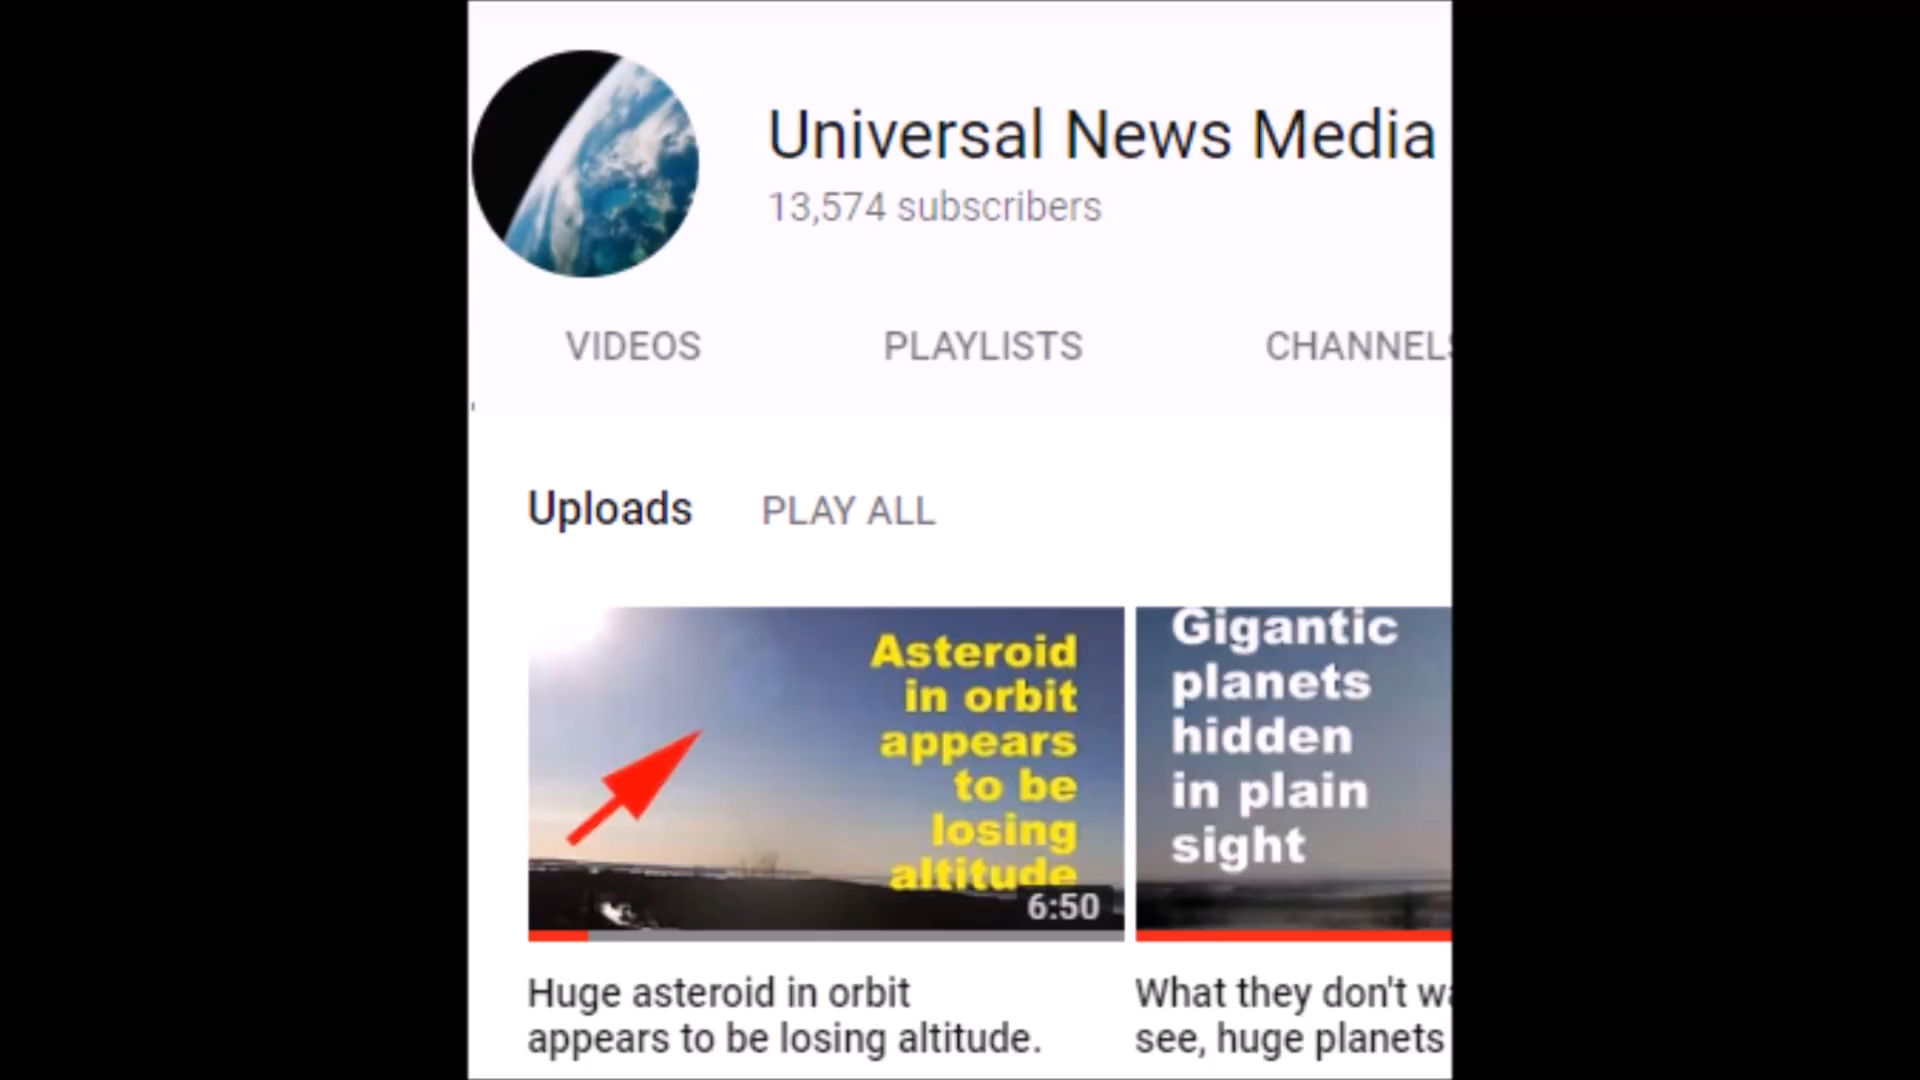 Universal News Media
13,574 subscribers
VIDEOS PLAYLISTS CHANNELS
Uploads PLAY ALL
Asteroid
in orbit
appears
to be
losing
altitude
6:50
Gigantic
planets
hidden
in plain
sight
Huge asteroid in orbit
appears to be losing altitude.
What they don't wa
see, huge planets